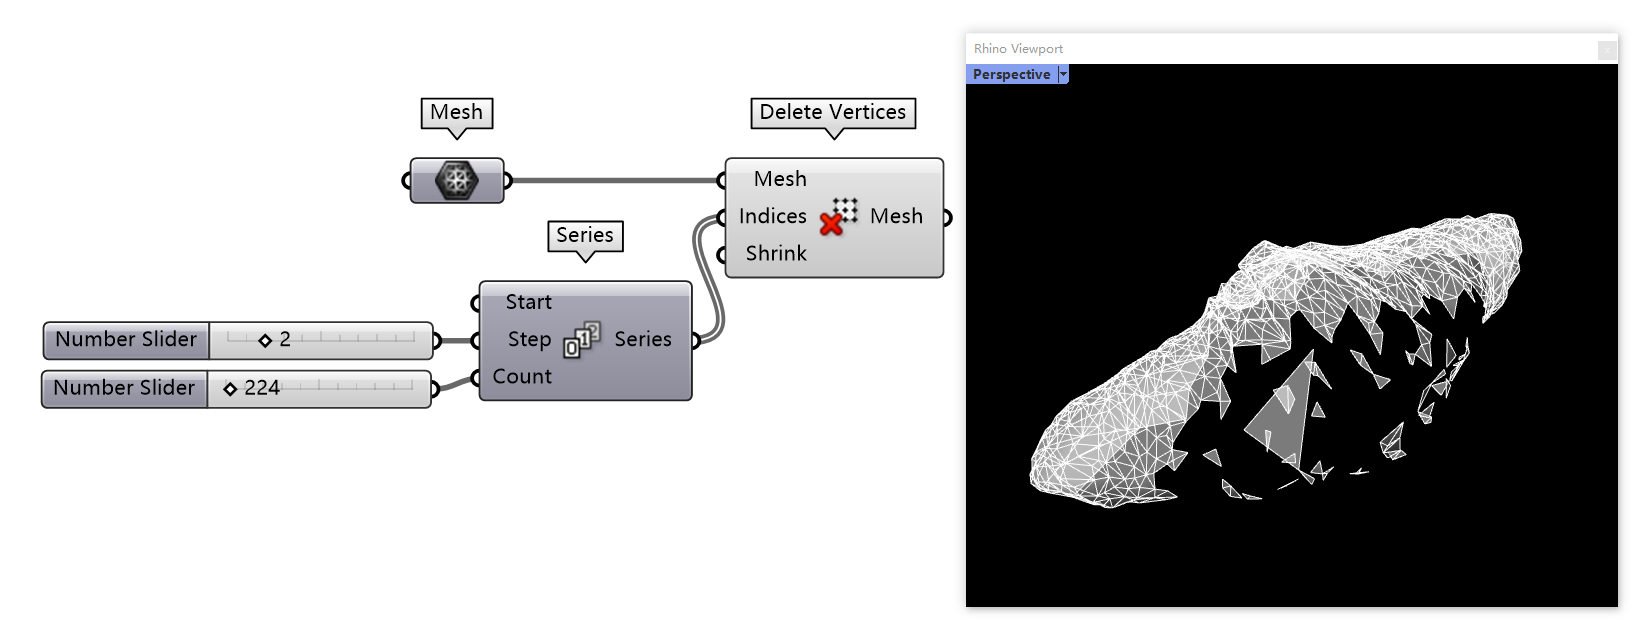 Mesh
Delete Vertices
Mesh
Indices
Mesh
Shrink
Series
Start
Step
Series
Count
Number Slider
2
Number Slider
224
Rhino Viewport
Perspective